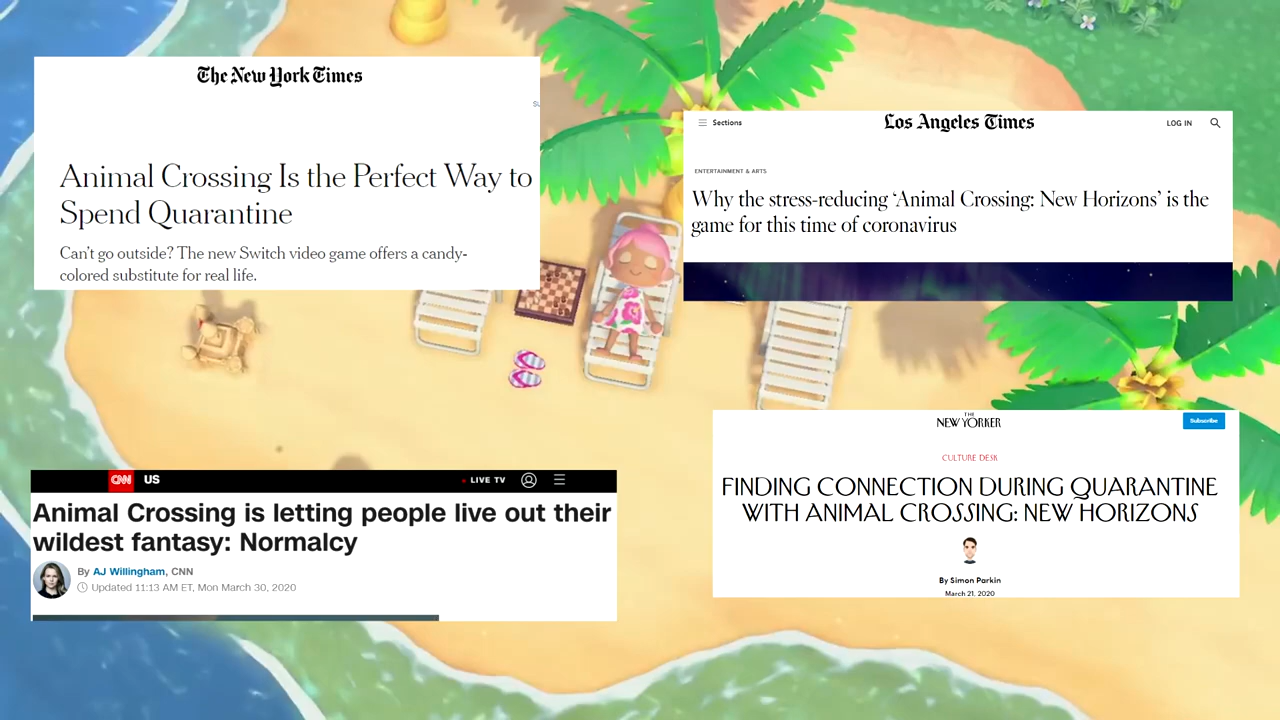 The New York Times
Animal Crossing Is the Perfect Way to
Spend Quarantine
Can't go outside? The new Switch video game offers a candy-
colored substitute for real life.
Sections
Los Angeles Times
LOG IN
ENTERTAINMENT & ARTS
Why the stress-reducing ‘Animal Crossing: New Horizons’ is the
game for this time of coronavirus
CNN US
LIVE TV
Animal Crossing is letting people live out their
wildest fantasy: Normalcy
By AJ Willingham, CNN
Updated 11:13 AM ET, Mon March 30, 2020
THE
NEW YORKER
Subscribe
CULTURE DESK
FINDING CONNECTION DURING QUARANTINE
WITH ANIMAL CROSSING: NEW HORIZONS
By Simon Parkin
March 21, 2020